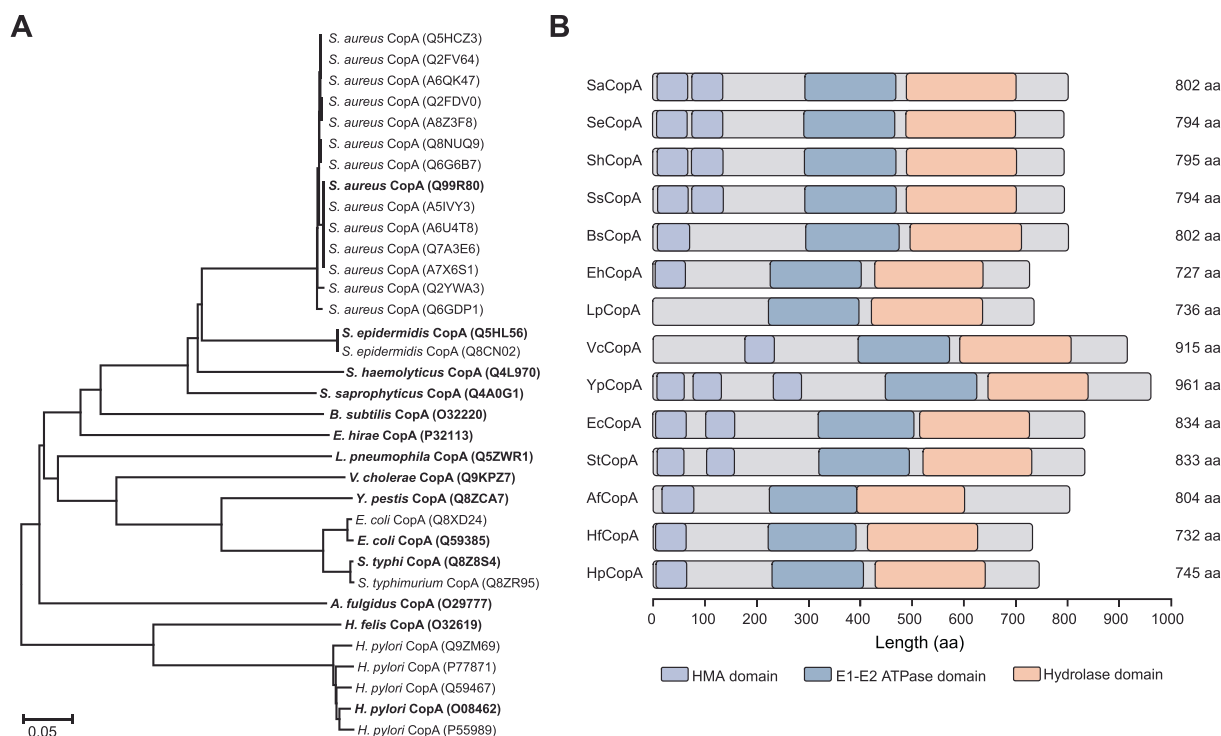 A
S. aureus CopA (Q5HCZ3)
S. aureus CopA (Q2FV64)
S. aureus CopA (A6QK47)
S. aureus CopA (Q2FDV0)
S. aureus CopA (A8Z3F8)
S. aureus CopA (Q8NUQ9)
S. aureus CopA (Q6G6B7)
S. aureus CopA (Q99R80)
S. aureus CopA (A5IVY3)
S. aureus CopA (A6U4T8)
S. aureus CopA (Q7A3E6)
S. aureus CopA (A7X6S1)
S. aureus CopA (Q2YWA3)
S. aureus CopA (Q6GDP1)
S. epidermidis CopA (Q5HL56)
S. epidermidis CopA (Q8CN02)
S. haemolyticus CopA (Q4L970)
S. saprophyticus CopA (Q4A0G1)
B. subtilis CopA (O32220)
E. hirae CopA (P32113)
L. pneumophila CopA (Q5ZWR1)
V. cholerae CopA (Q9KPZ7)
Y. pestis CopA (Q8ZCA7)
E. coli CopA (Q8XD24)
E. coli CopA (Q59385)
S. typhi CopA (Q8Z8S4)
S. typhimurium CopA (Q8ZR95)
A. fulgidus CopA (O29777)
H. felis CopA (O32619)
H. pylori CopA (Q9ZM69)
H. pylori CopA (P77871)
H. pylori CopA (Q59467)
H. pylori CopA (O08462)
H. pylori CopA (P55989)
0.05
B
SaCopA 802 aa
SeCopA 794 aa
ShCopA 795 aa
SsCopA 794 aa
BsCopA 802 aa
EhCopA 727 aa
LpCopA 736 aa
VcCopA 915 aa
YpCopA 961 aa
EcCopA 834 aa
StCopA 833 aa
AfCopA 804 aa
HfCopA 732 aa
HpCopA 745 aa
0 100 200 300 400 500 600 700 800 900 1000
Length (aa)
HMA domain E1-E2 ATPase domain Hydrolase domain